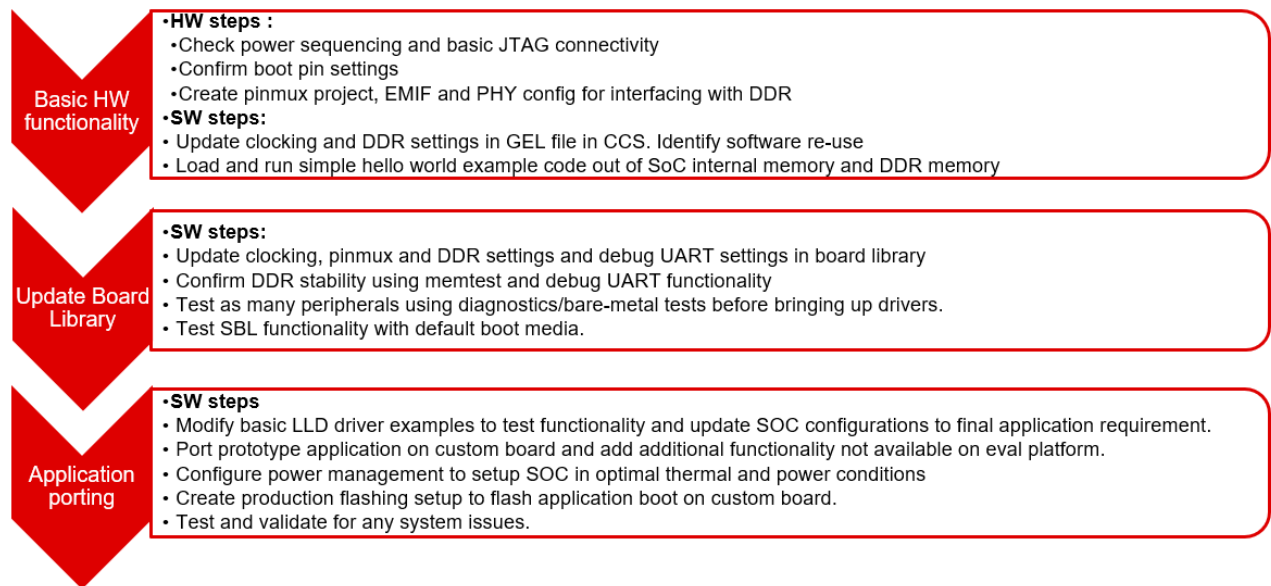 Basic HW
functionality
•HW steps :
•Check power sequencing and basic JTAG connectivity
•Confirm boot pin settings
•Create pinmux project, EMIF and PHY config for interfacing with DDR
•SW steps:
• Update clocking and DDR settings in GEL file in CCS. Identify software re-use
• Load and run simple hello world example code out of SoC internal memory and DDR memory
Update Board
Library
•SW steps:
• Update clocking, pinmux and DDR settings and debug UART settings in board library
• Confirm DDR stability using memtest and debug UART functionality
• Test as many peripherals using diagnostics/bare-metal tests before bringing up drivers.
• Test SBL functionality with default boot media.
Application
porting
•SW steps
• Modify basic LLD driver examples to test functionality and update SOC configurations to final application requirement.
• Port prototype application on custom board and add additional functionality not available on eval platform.
• Configure power management to setup SOC in optimal thermal and power conditions
• Create production flashing setup to flash application boot on custom board.
• Test and validate for any system issues.